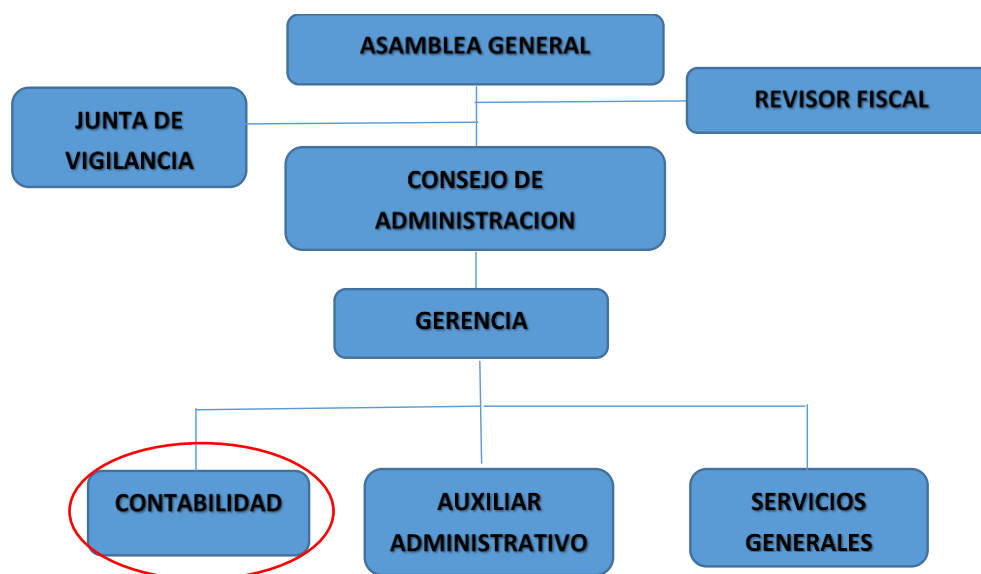 ASAMBLEA GENERAL
REVISOR FISCAL
JUNTA DE
VIGILANCIA
CONSEJO DE
ADMINISTRACION
GERENCIA
CONTABILIDAD
AUXILIAR
ADMINISTRATIVO
SERVICIOS
GENERALES